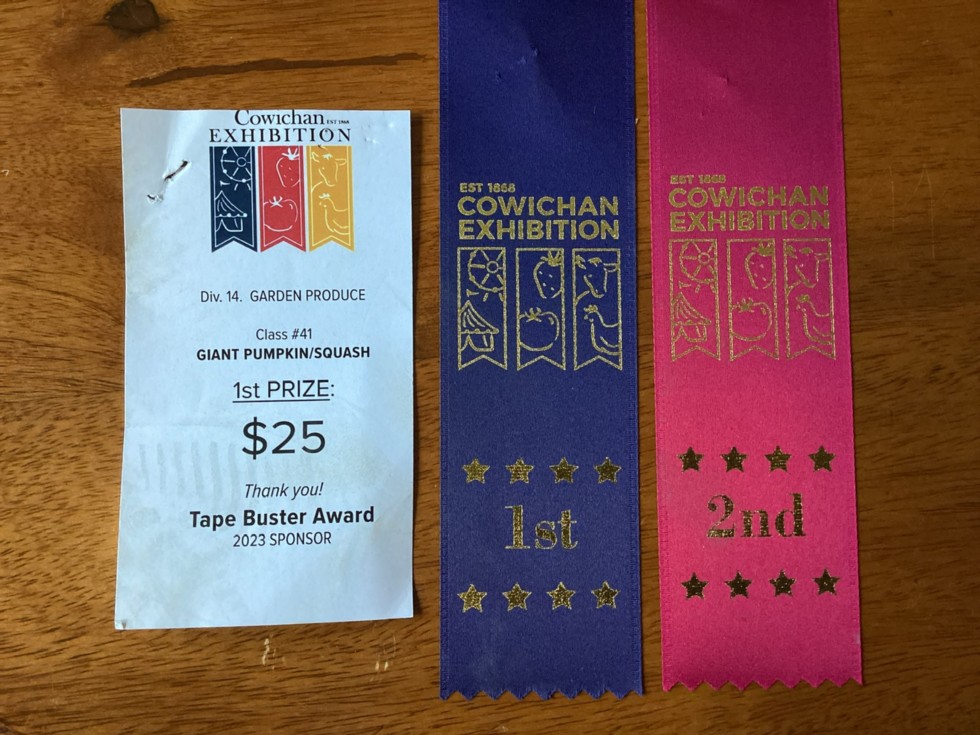 Cowichan EST 1868
EXHIBITION
Div. 14. GARDEN PRODUCE
Class #41
GIANT PUMPKIN/SQUASH
1st PRIZE:
$25
Thank you!
Tape Buster Award
2023 SPONSOR
EST 1868
COWICHAN
EXHIBITION
1st
EST 1868
COWICHAN
EXHIBITION
2nd